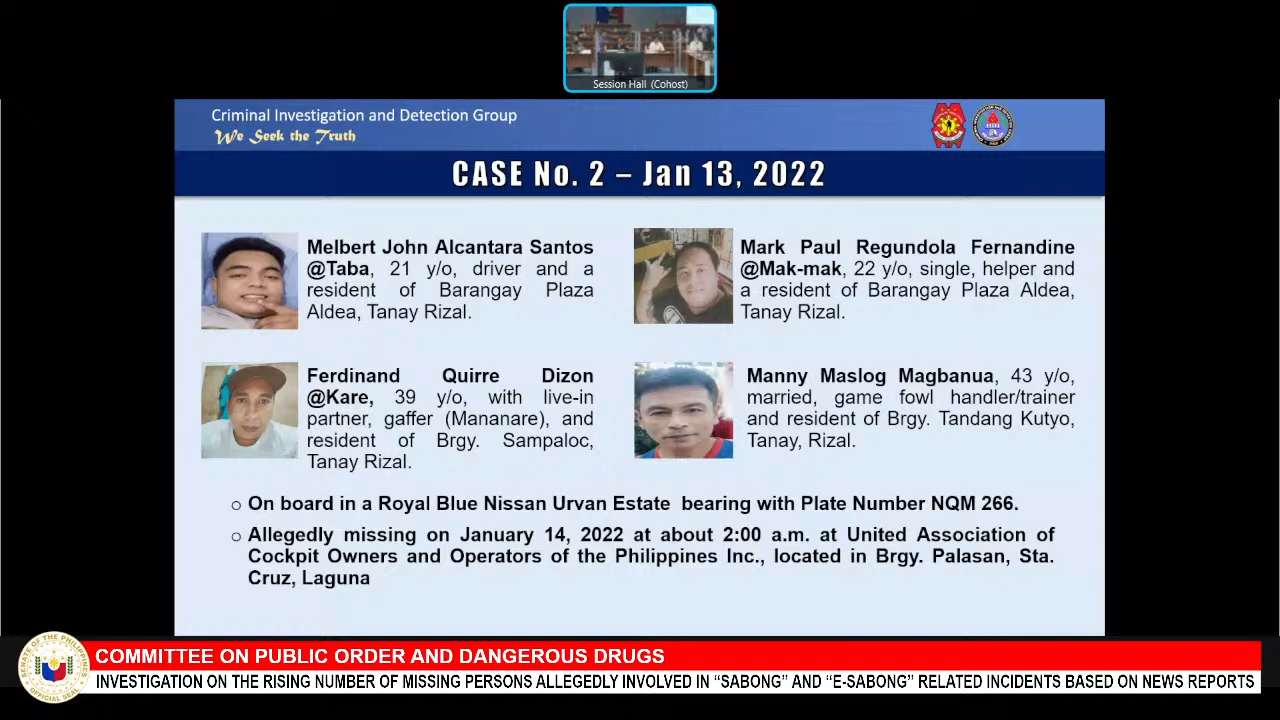 Session Hall (Cohost)
Criminal Investigation and Detection Group
We Seek the Truth
CASE No. 2 – Jan 13, 2022
Melbert John Alcantara Santos
@Taba, 21 y/o, driver and a
resident of Barangay Plaza
Aldea, Tanay Rizal.
Mark Paul Regundola Fernandine
@Mak-mak, 22 y/o, single, helper and
a resident of Barangay Plaza Aldea,
Tanay Rizal.
Ferdinand Quirre Dizon
@Kare, 39 y/o, with live-in
partner, gaffer (Mananare), and
resident of Brgy. Sampaloc,
Tanay Rizal.
Manny Maslog Magbanua, 43 y/o,
married, game fowl handler/trainer
and resident of Brgy. Tandang Kutyo,
Tanay, Rizal.
On board in a Royal Blue Nissan Urvan Estate bearing with Plate Number NQM 266.
Allegedly missing on January 14, 2022 at about 2:00 a.m. at United Association of
Cockpit Owners and Operators of the Philippines Inc., located in Brgy. Palasan, Sta.
Cruz, Laguna
SENATE OF THE PHILIPPINES
OFFICIAL SEAL
COMMITTEE ON PUBLIC ORDER AND DANGEROUS DRUGS
INVESTIGATION ON THE RISING NUMBER OF MISSING PERSONS ALLEGEDLY INVOLVED IN “SABONG” AND “E-SABONG” RELATED INCIDENTS BASED ON NEWS REPORTS